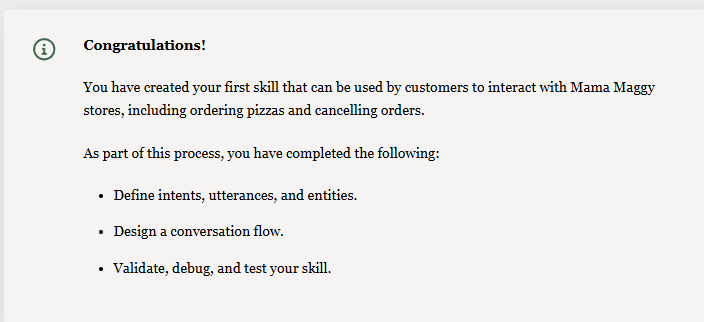 Congratulations!
You have created your first skill that can be used by customers to interact with Mama Maggy
stores, including ordering pizzas and cancelling orders.
As part of this process, you have completed the following:
• Define intents, utterances, and entities.
• Design a conversation flow.
• Validate, debug, and test your skill.